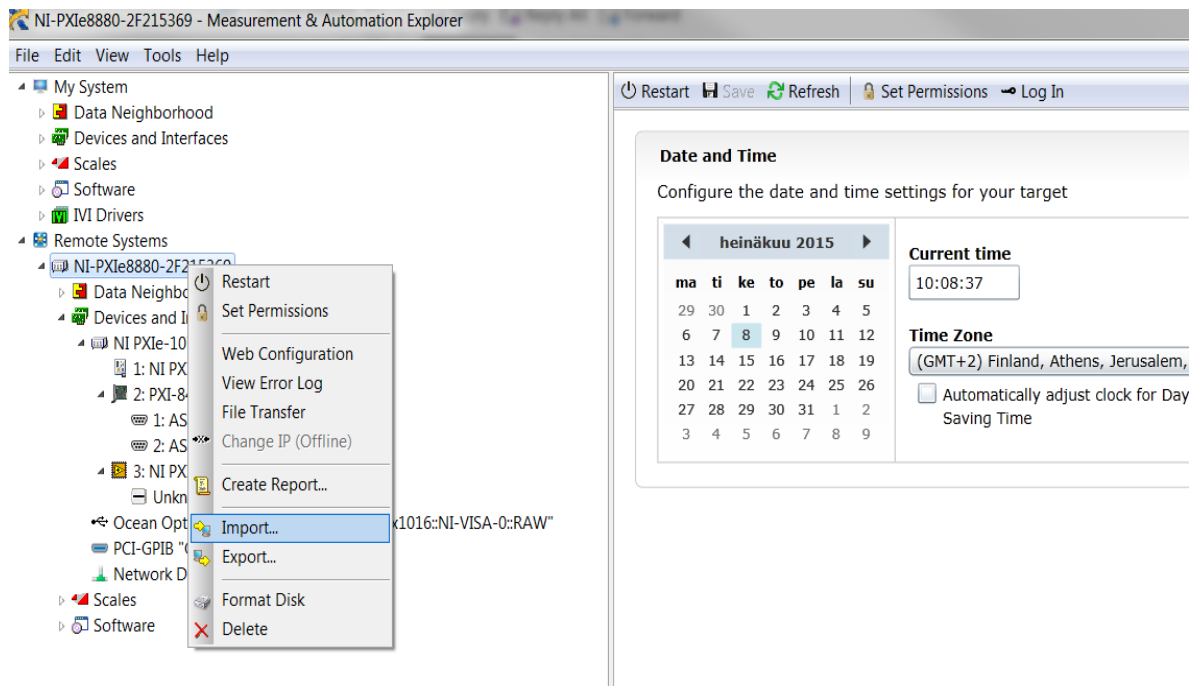 NI-PXIe8880-2F215369 - Measurement & Automation Explorer
File Edit View Tools Help
My System
Data Neighborhood
Devices and Interfaces
Scales
Software
IVI Drivers
Remote Systems
NI-PXIe8880-2F215369
Data Neighbo
Devices and I
NI PXIe-10
1: NI PX
2: PXI-84
1: AS
2: AS
3: NI PX
Unkn
Ocean Opt x1016::NI-VISA-0::RAW"
PCI-GPIB "
Network D
Scales
Software
Restart
Set Permissions
Web Configuration
View Error Log
File Transfer
Change IP (Offline)
Create Report...
Import...
Export...
Format Disk
Delete
Restart Save Refresh Set Permissions Log In
Date and Time
Configure the date and time settings for your target
heinäkuu 2015
ma ti ke to pe la su
29 30 1 2 3 4 5
6 7 8 9 10 11 12
13 14 15 16 17 18 19
20 21 22 23 24 25 26
27 28 29 30 31 1 2
3 4 5 6 7 8 9
Current time
10:08:37
Time Zone
(GMT+2) Finland, Athens, Jerusalem,
Automatically adjust clock for Day
Saving Time